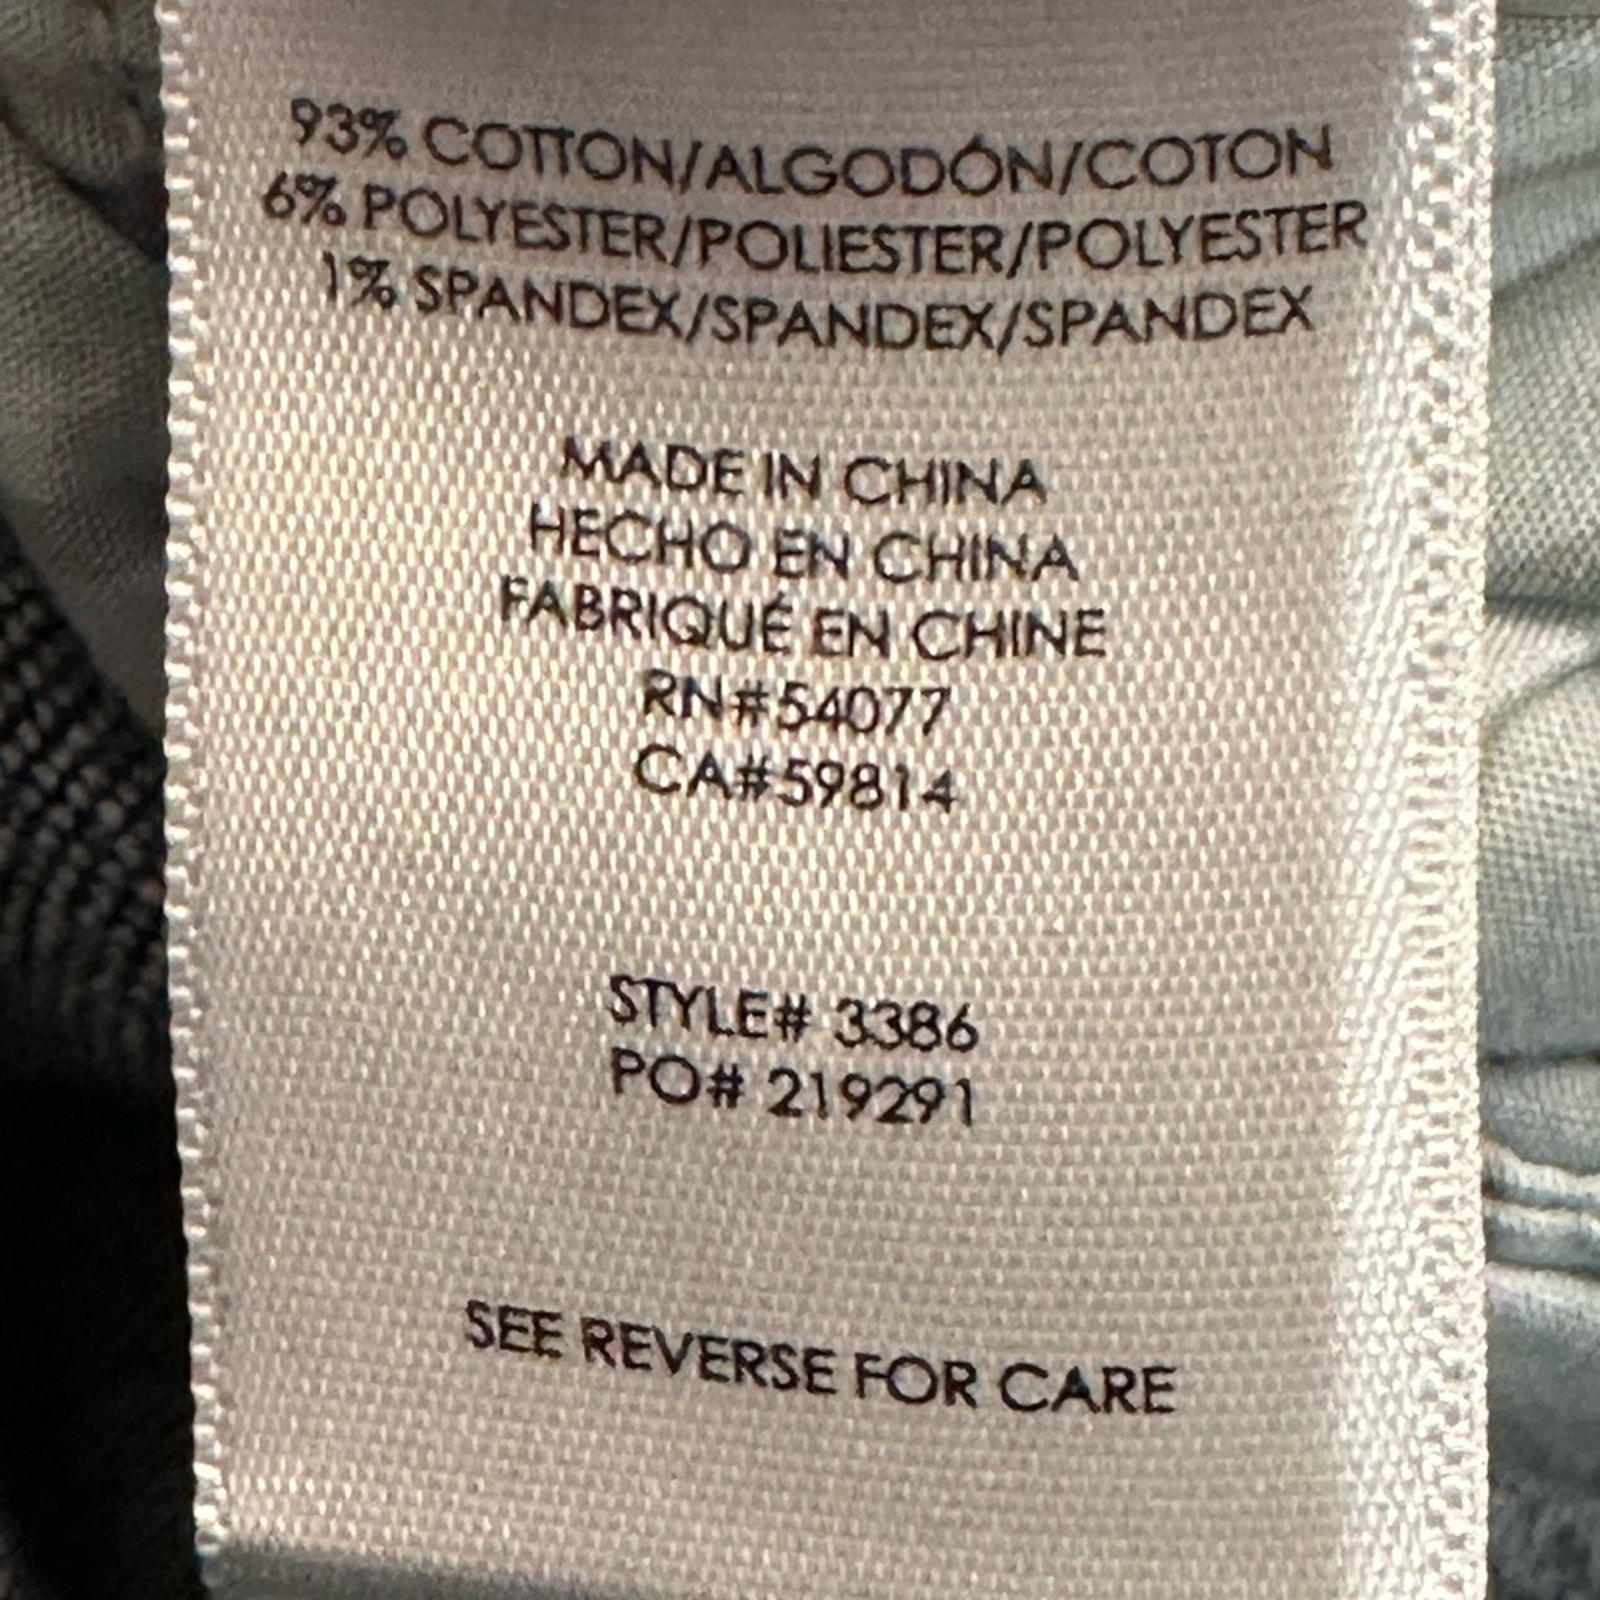 93% COTTON/ALGODÓN/COTON
6% POLYESTER/POLIESTER/POLYESTER
1% SPANDEX/SPANDEX/SPANDEX
MADE IN CHINA
HECHO EN CHINA
FABRIQUÉ EN CHINE
RN#54077
CA#59814
STYLE# 3386
PO# 219291
SEE REVERSE FOR CARE